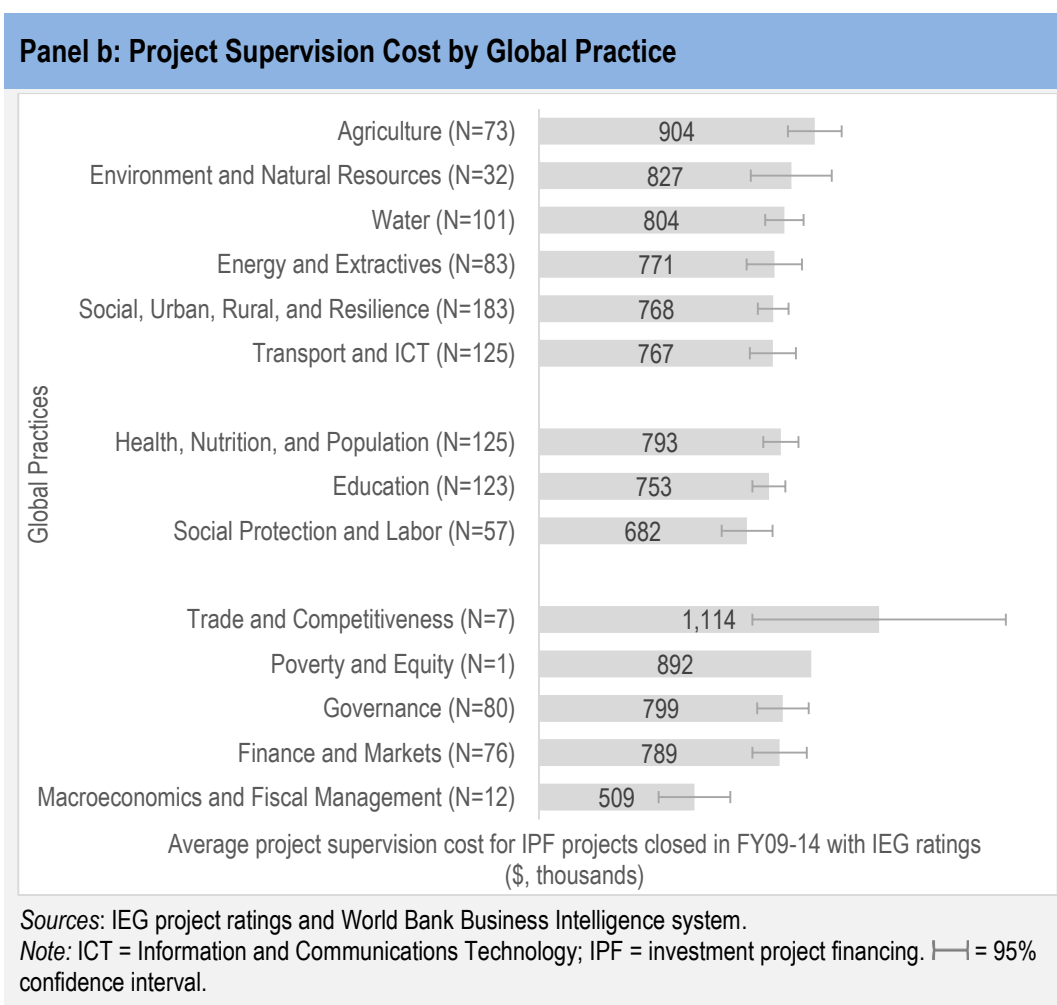 Panel b: Project Supervision Cost by Global Practice
Global Practices
Agriculture (N=73) 904
Environment and Natural Resources (N=32) 827
Water (N=101) 804
Energy and Extractives (N=83) 771
Social, Urban, Rural, and Resilience (N=183) 768
Transport and ICT (N=125) 767
Health, Nutrition, and Population (N=125) 793
Education (N=123) 753
Social Protection and Labor (N=57) 682
Trade and Competitiveness (N=7) 1,114
Poverty and Equity (N=1) 892
Governance (N=80) 799
Finance and Markets (N=76) 789
Macroeconomics and Fiscal Management (N=12) 509
Average project supervision cost for IPF projects closed in FY09-14 with IEG ratings
($, thousands)
Sources: IEG project ratings and World Bank Business Intelligence system.
Note: ICT = Information and Communications Technology; IPF = investment project financing. = 95%
confidence interval.